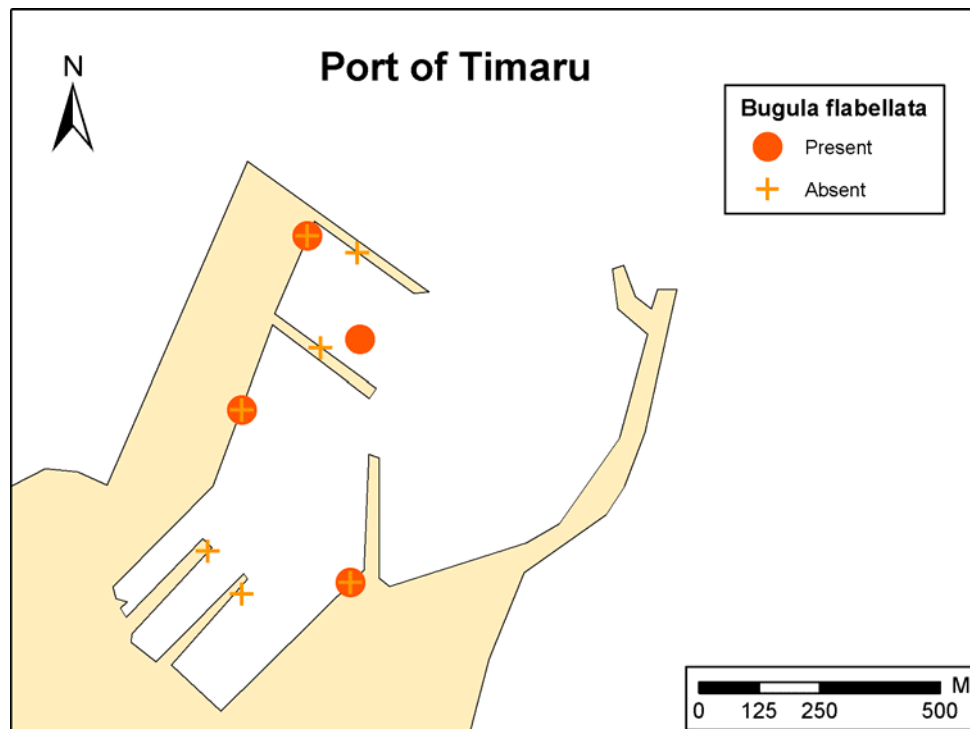 Port of Timaru
N
Bugula flabellata
Present
Absent
M
0 125 250 500